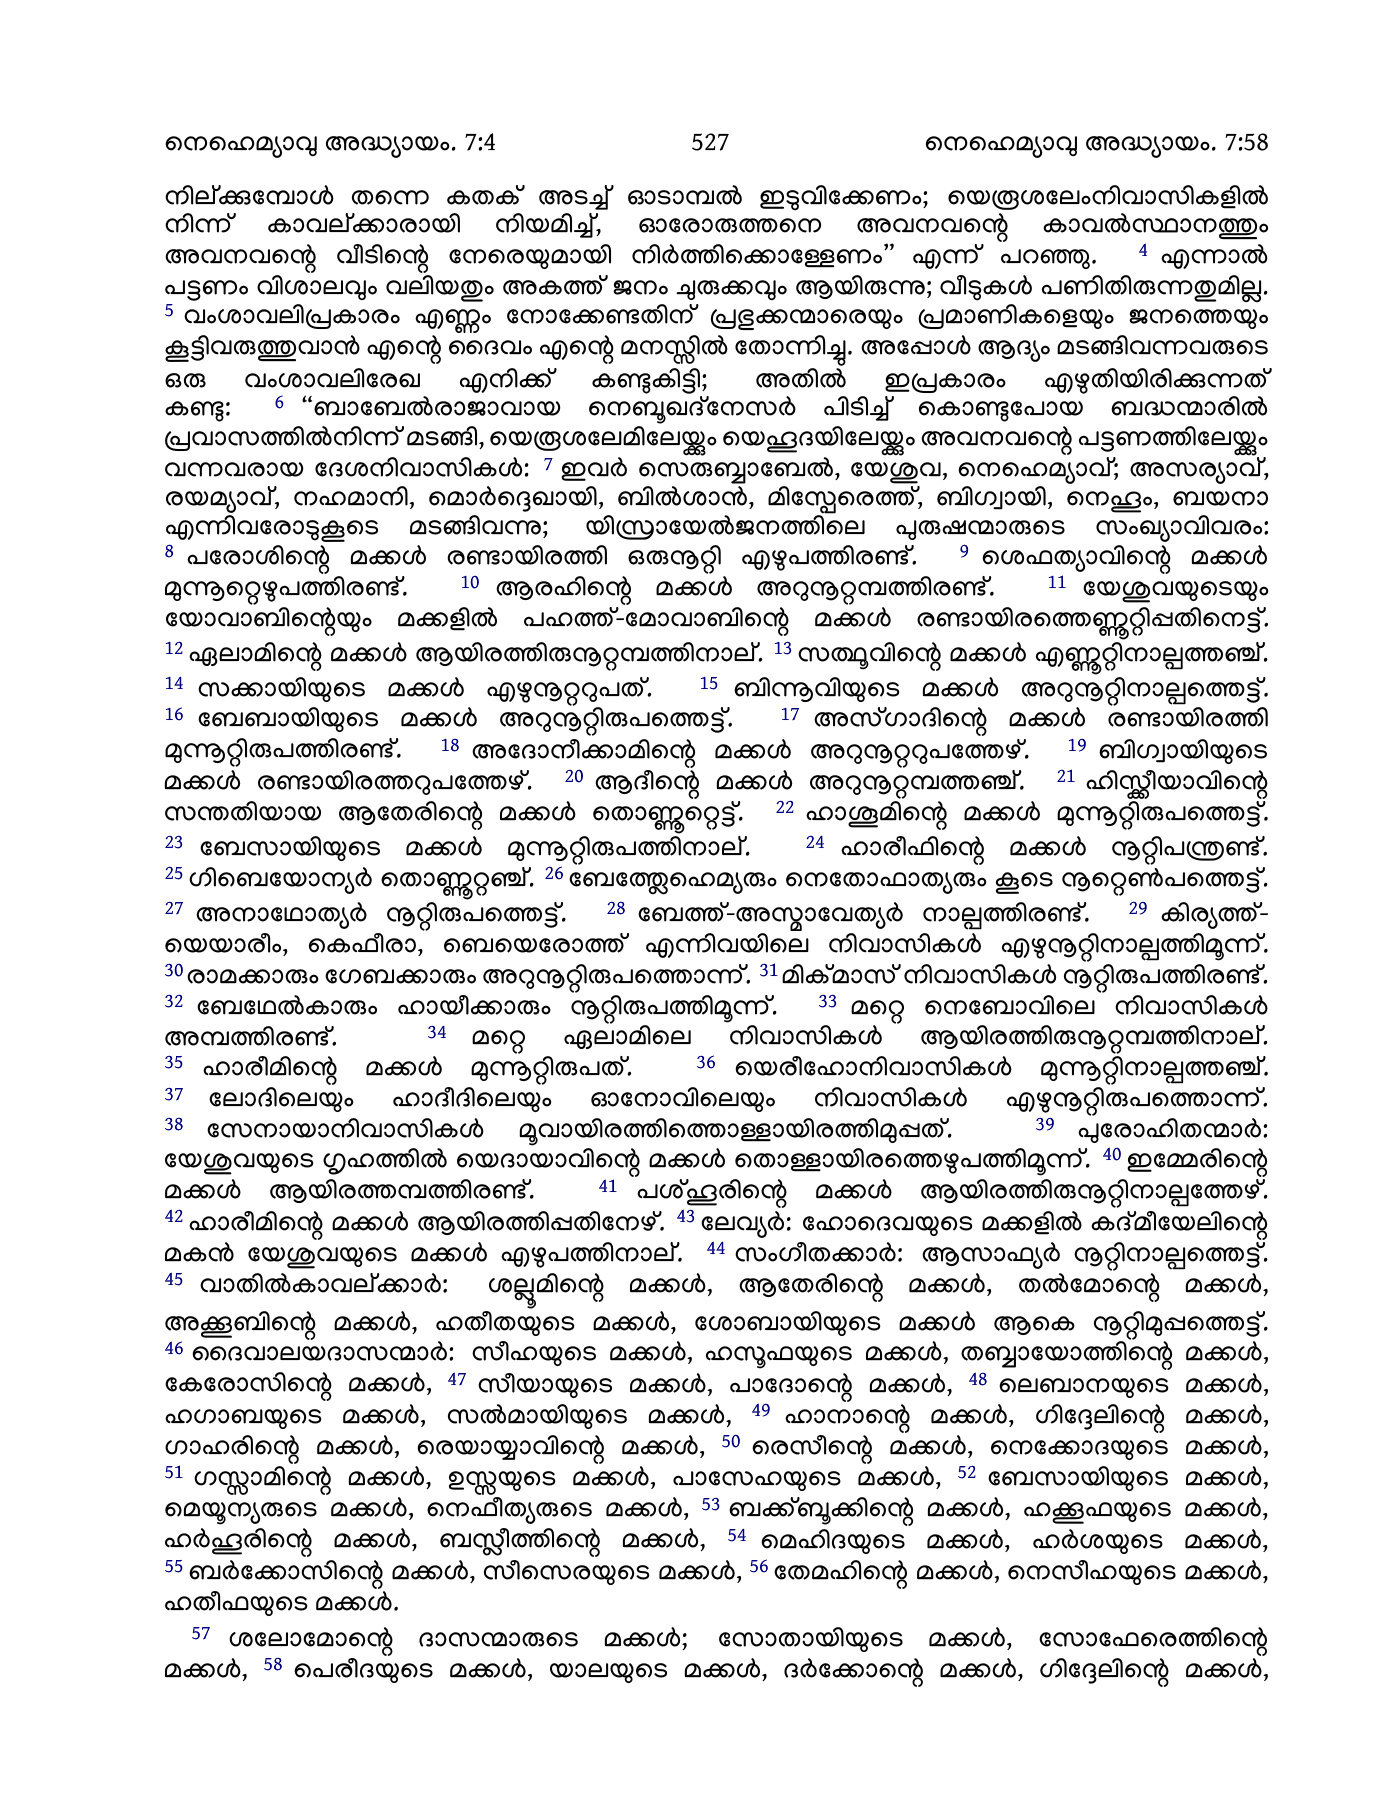 നെഹെമ്യാവു അദ്ധ്യായം. 7:4 527 നെഹെമ്യാവു അദ്ധ്യായം. 7:58
നില്ക്കുമ്പോൾ തന്നെ കതക് അടച്ച് ഓടാമ്പൽ ഇടുവിക്കേണം; യെരൂശലേംനിവാസികളിൽ
നിന്ന് കാവല്ക്കാരായി നിയമിച്ച്, ഓരോരുത്തനെ അവനവന്റെ കാവൽസ്ഥാനത്തും
അവനവന്റെ വീടിന്റെ നേരെയുമായി നിർത്തിക്കൊള്ളേണം” എന്ന് പറഞ്ഞു. 4 എന്നാൽ
പട്ടണം വിശാലവും വലിയതും അകത്ത് ജനം ചുരുക്കവും ആയിരുന്നു; വീടുകൾ പണിതിരുന്നതുമില്ല.
5 വംശാവലിപ്രകാരം എണ്ണം നോക്കേണ്ടതിന് പ്രഭുക്കന്മാരെയും പ്രമാണികളെയും ജനത്തെയും
കൂട്ടിവരുത്തുവാൻ എന്റെ ദൈവം എന്റെ മനസ്സിൽ തോന്നിച്ചു. അപ്പോൾ ആദ്യം മടങ്ങിവന്നവരുടെ
ഒരു വംശാവലിരേഖ എനിക്ക് കണ്ടുകിട്ടി; അതിൽ ഇപ്രകാരം എഴുതിയിരിക്കുന്നത്
കണ്ടു: 6 “ബാബേൽരാജാവായ നെബൂഖദ്നേസർ പിടിച്ച് കൊണ്ടുപോയ ബദ്ധന്മാരിൽ
പ്രവാസത്തിൽനിന്ന് മടങ്ങി, യെരൂശലേമിലേയ്ക്കും യെഹൂദയിലേയ്ക്കും അവനവന്റെ പട്ടണത്തിലേയ്ക്കും
വന്നവരായ ദേശനിവാസികൾ: 7 ഇവർ സെരുബ്ബാബേൽ, യേശുവ, നെഹെമ്യാവ്; അസര്യാവ്,
രയമ്യാവ്, നഹമാനി, മൊർദ്ദെഖായി, ബിൽശാൻ, മിസ്പേരെത്ത്, ബിഗ്വായി, നെഹൂം, ബയനാ
എന്നിവരോടുകൂടെ മടങ്ങിവന്നു; യിസ്രായേൽജനത്തിലെ പുരുഷന്മാരുടെ സംഖ്യാവിവരം:
8 പരോശിന്റെ മക്കൾ രണ്ടായിരത്തി ഒരുനൂറ്റി എഴുപത്തിരണ്ട്. 9 ശെഫത്യാവിന്റെ മക്കൾ
മുന്നൂറ്റെഴുപത്തിരണ്ട്. 10 ആരഹിന്റെ മക്കൾ അറുനൂറ്റമ്പത്തിരണ്ട്. 11 യേശുവയുടെയും
യോവാബിന്റെയും മക്കളിൽ പഹത്ത്-മോവാബിന്റെ മക്കൾ രണ്ടായിരത്തെണ്ണൂറ്റിപ്പതിനെട്ട്.
12 ഏലാമിന്റെ മക്കൾ ആയിരത്തിരുനൂറ്റമ്പത്തിനാല്. 13 സത്ഥൂവിന്റെ മക്കൾ എണ്ണൂറ്റിനാല്പത്തഞ്ച്.
14 സക്കായിയുടെ മക്കൾ എഴുനൂറ്ററുപത്. 15 ബിന്നൂവിയുടെ മക്കൾ അറുനൂറ്റിനാല്പത്തെട്ട്.
16 ബേബായിയുടെ മക്കൾ അറുനൂറ്റിരുപത്തെട്ട്. 17 അസ്ഗാദിന്റെ മക്കൾ രണ്ടായിരത്തി
മുന്നൂറ്റിരുപത്തിരണ്ട്. 18 അദോനീക്കാമിന്റെ മക്കൾ അറുനൂറ്ററുപത്തേഴ്. 19 ബിഗ്വായിയുടെ
മക്കൾ രണ്ടായിരത്തറുപത്തേഴ്. 20 ആദീന്റെ മക്കൾ അറുനൂറ്റമ്പത്തഞ്ച്. 21 ഹിസ്ക്കീയാവിന്റെ
സന്തതിയായ ആതേരിന്റെ മക്കൾ തൊണ്ണൂറ്റെട്ട്. 22 ഹാശൂമിന്റെ മക്കൾ മുന്നൂറ്റിരുപത്തെട്ട്.
23 ബേസായിയുടെ മക്കൾ മുന്നൂറ്റിരുപത്തിനാല്. 24 ഹാരീഫിന്റെ മക്കൾ നൂറ്റിപന്ത്രണ്ട്.
25 ഗിബെയോന്യർ തൊണ്ണൂറ്റഞ്ച്. 26 ബേത്ത്ലേഹെമ്യരും നെതോഫാത്യരും കൂടെ നൂറ്റെൺപത്തെട്ട്.
27 അനാഥോത്യർ നൂറ്റിരുപത്തെട്ട്. 28 ബേത്ത്-അസ്മാവേത്യർ നാല്പത്തിരണ്ട്. 29 കിര്യത്ത്-
യെയാരീം, കെഫീരാ, ബെയെരോത്ത് എന്നിവയിലെ നിവാസികൾ എഴുനൂറ്റിനാല്പത്തിമൂന്ന്.
30 രാമക്കാരും ഗേബക്കാരും അറുനൂറ്റിരുപത്തൊന്ന്. 31 മിക്മാസ് നിവാസികൾ നൂറ്റിരുപത്തിരണ്ട്.
32 ബേഥേൽകാരും ഹായീക്കാരും നൂറ്റിരുപത്തിമൂന്ന്. 33 മറ്റെ നെബോവിലെ നിവാസികൾ
അമ്പത്തിരണ്ട്. 34 മറ്റെ ഏലാമിലെ നിവാസികൾ ആയിരത്തിരുനൂറ്റമ്പത്തിനാല്.
35 ഹാരീമിന്റെ മക്കൾ മുന്നൂറ്റിരുപത്. 36 യെരീഹോനിവാസികൾ മുന്നൂറ്റിനാല്പത്തഞ്ച്.
37 ലോദിലെയും ഹാദീദിലെയും ഓനോവിലെയും നിവാസികൾ എഴുനൂറ്റിരുപത്തൊന്ന്.
38 സേനായാനിവാസികൾ മൂവായിരത്തിത്തൊള്ളായിരത്തിമുപ്പത്. 39 പുരോഹിതന്മാർ:
യേശുവയുടെ ഗൃഹത്തിൽ യെദായാവിന്റെ മക്കൾ തൊള്ളായിരത്തെഴുപത്തിമൂന്ന്. 40 ഇമ്മേരിന്റെ
മക്കൾ ആയിരത്തമ്പത്തിരണ്ട്. 41 പശ്ഹൂരിന്റെ മക്കൾ ആയിരത്തിരുനൂറ്റിനാല്പത്തേഴ്.
42 ഹാരീമിന്റെ മക്കൾ ആയിരത്തിപ്പതിനേഴ്. 43 ലേവ്യർ: ഹോദെവയുടെ മക്കളിൽ കദ്മീയേലിന്റെ
മകൻ യേശുവയുടെ മക്കൾ എഴുപത്തിനാല്. 44 സംഗീതക്കാർ: ആസാഫ്യർ നൂറ്റിനാല്പത്തെട്ട്.
45 വാതിൽകാവല്ക്കാർ: ശല്ലൂമിന്റെ മക്കൾ, ആതേരിന്റെ മക്കൾ, തൽമോന്റെ മക്കൾ,
അക്കൂബിന്റെ മക്കൾ, ഹതീതയുടെ മക്കൾ, ശോബായിയുടെ മക്കൾ ആകെ നൂറ്റിമുപ്പത്തെട്ട്.
46 ദൈവാലയദാസന്മാർ: സീഹയുടെ മക്കൾ, ഹസൂഫയുടെ മക്കൾ, തബ്ബായോത്തിന്റെ മക്കൾ,
കേരോസിന്റെ മക്കൾ, 47 സീയായുടെ മക്കൾ, പാദോന്റെ മക്കൾ, 48 ലെബാനയുടെ മക്കൾ,
ഹഗാബയുടെ മക്കൾ, സൽമായിയുടെ മക്കൾ, 49 ഹാനാന്റെ മക്കൾ, ഗിദ്ദേലിന്റെ മക്കൾ,
ഗാഹരിന്റെ മക്കൾ, രെയായ്യാവിന്റെ മക്കൾ, 50 രെസീന്റെ മക്കൾ, നെക്കോദയുടെ മക്കൾ,
51 ഗസ്സാമിന്റെ മക്കൾ, ഉസ്സയുടെ മക്കൾ, പാസേഹയുടെ മക്കൾ, 52 ബേസായിയുടെ മക്കൾ,
മെയൂന്യരുടെ മക്കൾ, നെഫീത്യരുടെ മക്കൾ, 53 ബക്ക്ബൂക്കിന്റെ മക്കൾ, ഹക്കൂഫയുടെ മക്കൾ,
ഹർഹൂരിന്റെ മക്കൾ, ബസ്ലീത്തിന്റെ മക്കൾ, 54 മെഹിദയുടെ മക്കൾ, ഹർശയുടെ മക്കൾ,
55 ബർക്കോസിന്റെ മക്കൾ, സീസെരയുടെ മക്കൾ, 56 തേമഹിന്റെ മക്കൾ, നെസീഹയുടെ മക്കൾ,
ഹതീഫയുടെ മക്കൾ.
57 ശലോമോന്റെ ദാസന്മാരുടെ മക്കൾ; സോതായിയുടെ മക്കൾ, സോഫേരെത്തിന്റെ
മക്കൾ, 58 പെരീദയുടെ മക്കൾ, യാലയുടെ മക്കൾ, ദർക്കോന്റെ മക്കൾ, ഗിദ്ദേലിന്റെ മക്കൾ,